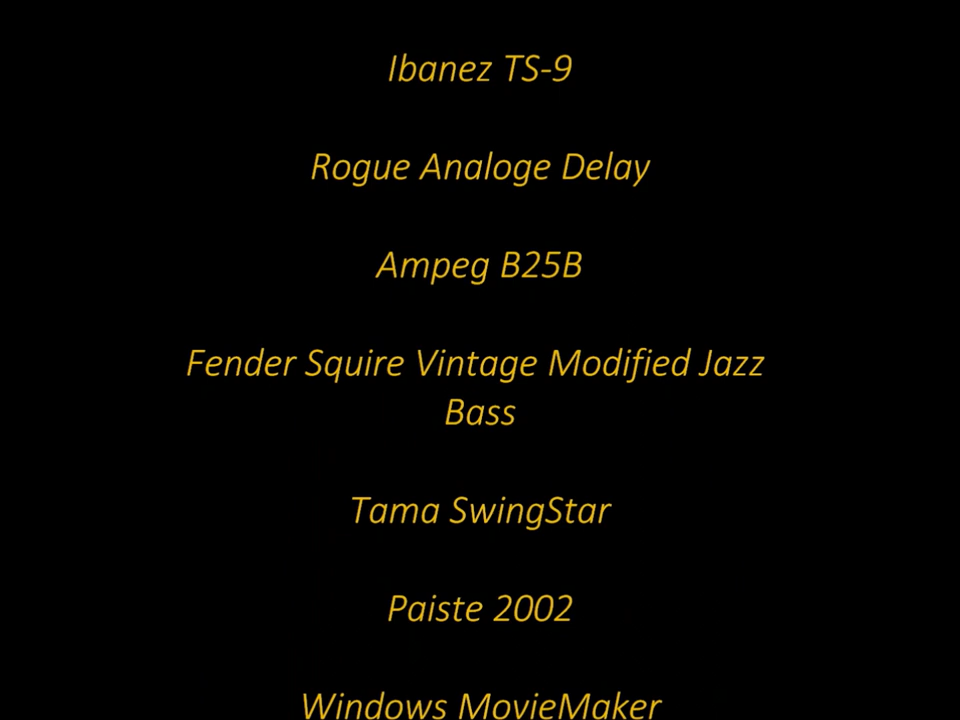 Ibanez TS-9
Rogue Analoge Delay
Ampeg B25B
Fender Squire Vintage Modified Jazz
Bass
Tama SwingStar
Paiste 2002
Windows MovieMaker